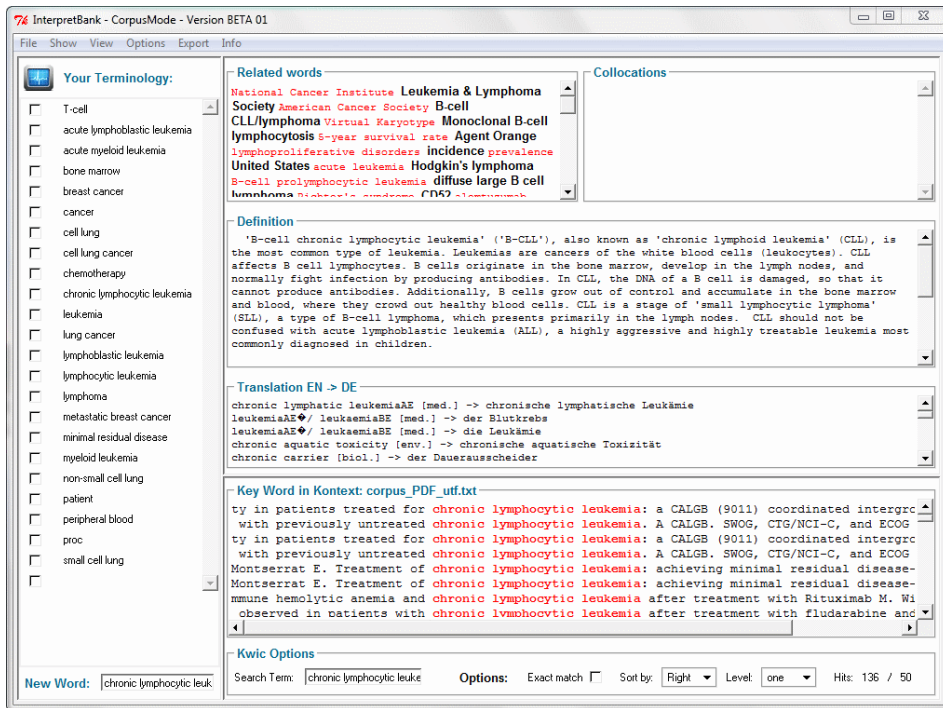 InterpretBank - CorpusMode - Version BETA 01
File Show View Options Export Info
Your Terminology:
T-cell
acute lymphoblastic leukemia
acute myeloid leukemia
bone marrow
breast cancer
cancer
cell lung
cell lung cancer
chemotherapy
chronic lymphocytic leukemia
leukemia
lung cancer
lymphoblastic leukemia
lymphocytic leukemia
lymphoma
metastatic breast cancer
minimal residual disease
myeloid leukemia
non-small cell lung
patient
peripheral blood
proc
small cell lung
New Word: chronic lymphocytic leuk
Related words
National Cancer Institute Leukemia & Lymphoma
Society American Cancer Society B-cell
CLL/lymphoma Virtual Karyotype Monoclonal B-cell
lymphocytosis 5-year survival rate Agent Orange
lymphoproliferative disorders incidence prevalence
United States acute leukemia Hodgkin's lymphoma
B-cell prolymphocytic leukemia diffuse large B cell
lymphoma Richter's syndrome CD52 alemtuzumab
Collocations
Definition
'B-cell chronic lymphocytic leukemia' ('B-CLL'), also known as 'chronic lymphoid leukemia' (CLL), is
the most common type of leukemia. Leukemias are cancers of the white blood cells (leukocytes). CLL
affects B cell lymphocytes. B cells originate in the bone marrow, develop in the lymph nodes, and
normally fight infection by producing antibodies. In CLL, the DNA of a B cell is damaged, so that it
cannot produce antibodies. Additionally, B cells grow out of control and accumulate in the bone marrow
and blood, where they crowd out healthy blood cells. CLL is a stage of 'small lymphocytic lymphoma'
(SLL), a type of B-cell lymphoma, which presents primarily in the lymph nodes. CLL should not be
confused with acute lymphoblastic leukemia (ALL), a highly aggressive and highly treatable leukemia most
commonly diagnosed in children.
Translation EN -> DE
chronic lymphatic leukemiaAE [med.] -> chronische lymphatische Leukämie
leukemiaAE�/ leukaemiaBE [med.] -> der Blutkrebs
leukemiaAE�/ leukaemiaBE [med.] -> die Leukämie
chronic aquatic toxicity [env.] -> chronische aquatische Toxizität
chronic carrier [biol.] -> der Dauerausscheider
Key Word in Kontext: corpus_PDF_utf.txt
ty in patients treated for chronic lymphocytic leukemia: a CALGB (9011) coordinated intergrc
with previously untreated chronic lymphocytic leukemia. A CALGB. SWOG, CTG/NCI-C, and ECOG
ty in patients treated for chronic lymphocytic leukemia: a CALGB (9011) coordinated intergrc
with previously untreated chronic lymphocytic leukemia. A CALGB. SWOG, CTG/NCI-C, and ECOG
Montserrat E. Treatment of chronic lymphocytic leukemia: achieving minimal residual disease-
Montserrat E. Treatment of chronic lymphocytic leukemia: achieving minimal residual disease-
mmune hemolytic anemia and chronic lymphocytic leukemia after treatment with Rituximab M. Wi
observed in patients with chronic lymphocytic leukemia after treatment with fludarabine and
Kwic Options
Search Term: chronic lymphocytic leuke Options: Exact match Sort by: Right Level: one Hits: 136 / 50